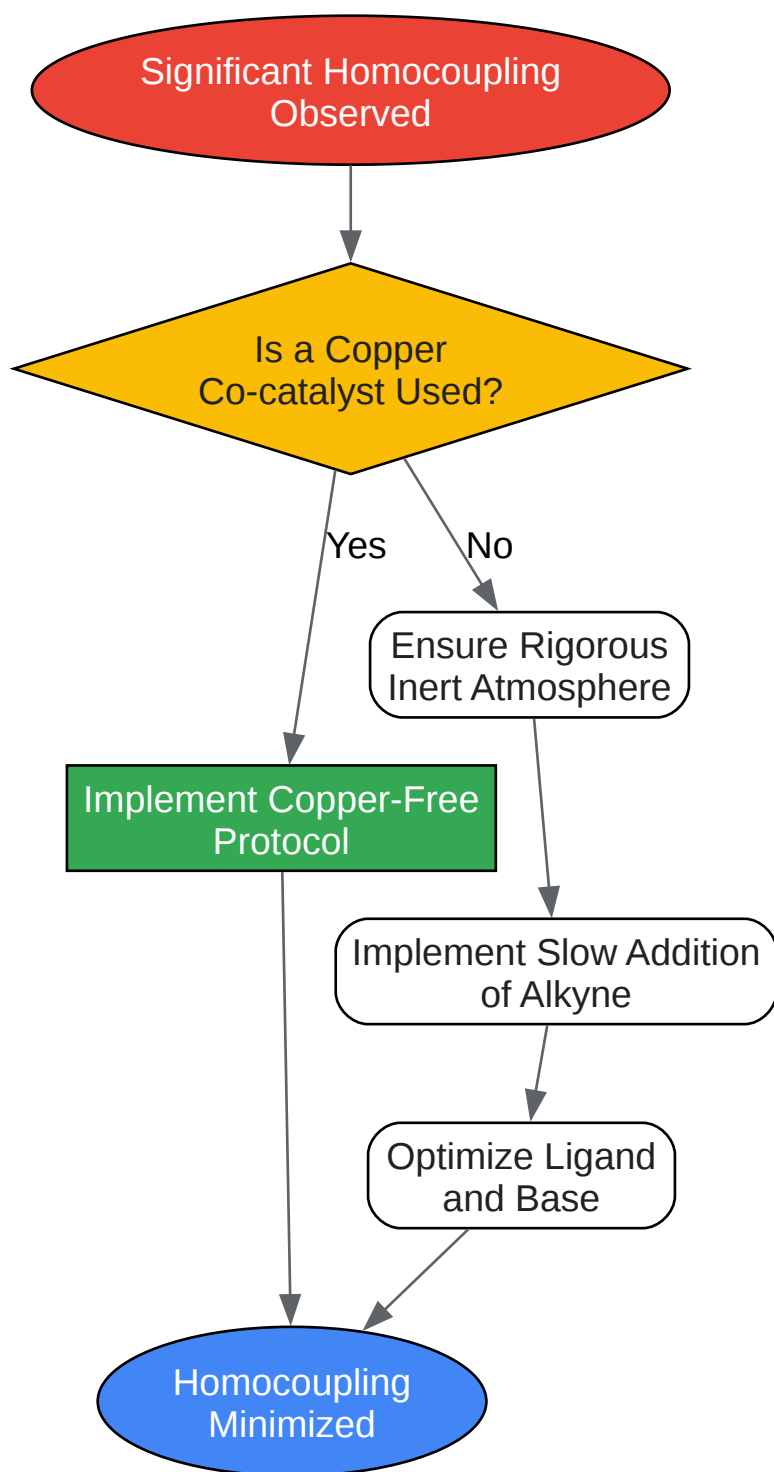 Significant Homocoupling
Observed
Is a Copper
Co-catalyst Used?
Yes
No
Ensure Rigorous
Inert Atmosphere
Implement Copper-Free
Protocol
Implement Slow Addition
of Alkyne
Optimize Ligand
and Base
Homocoupling
Minimized